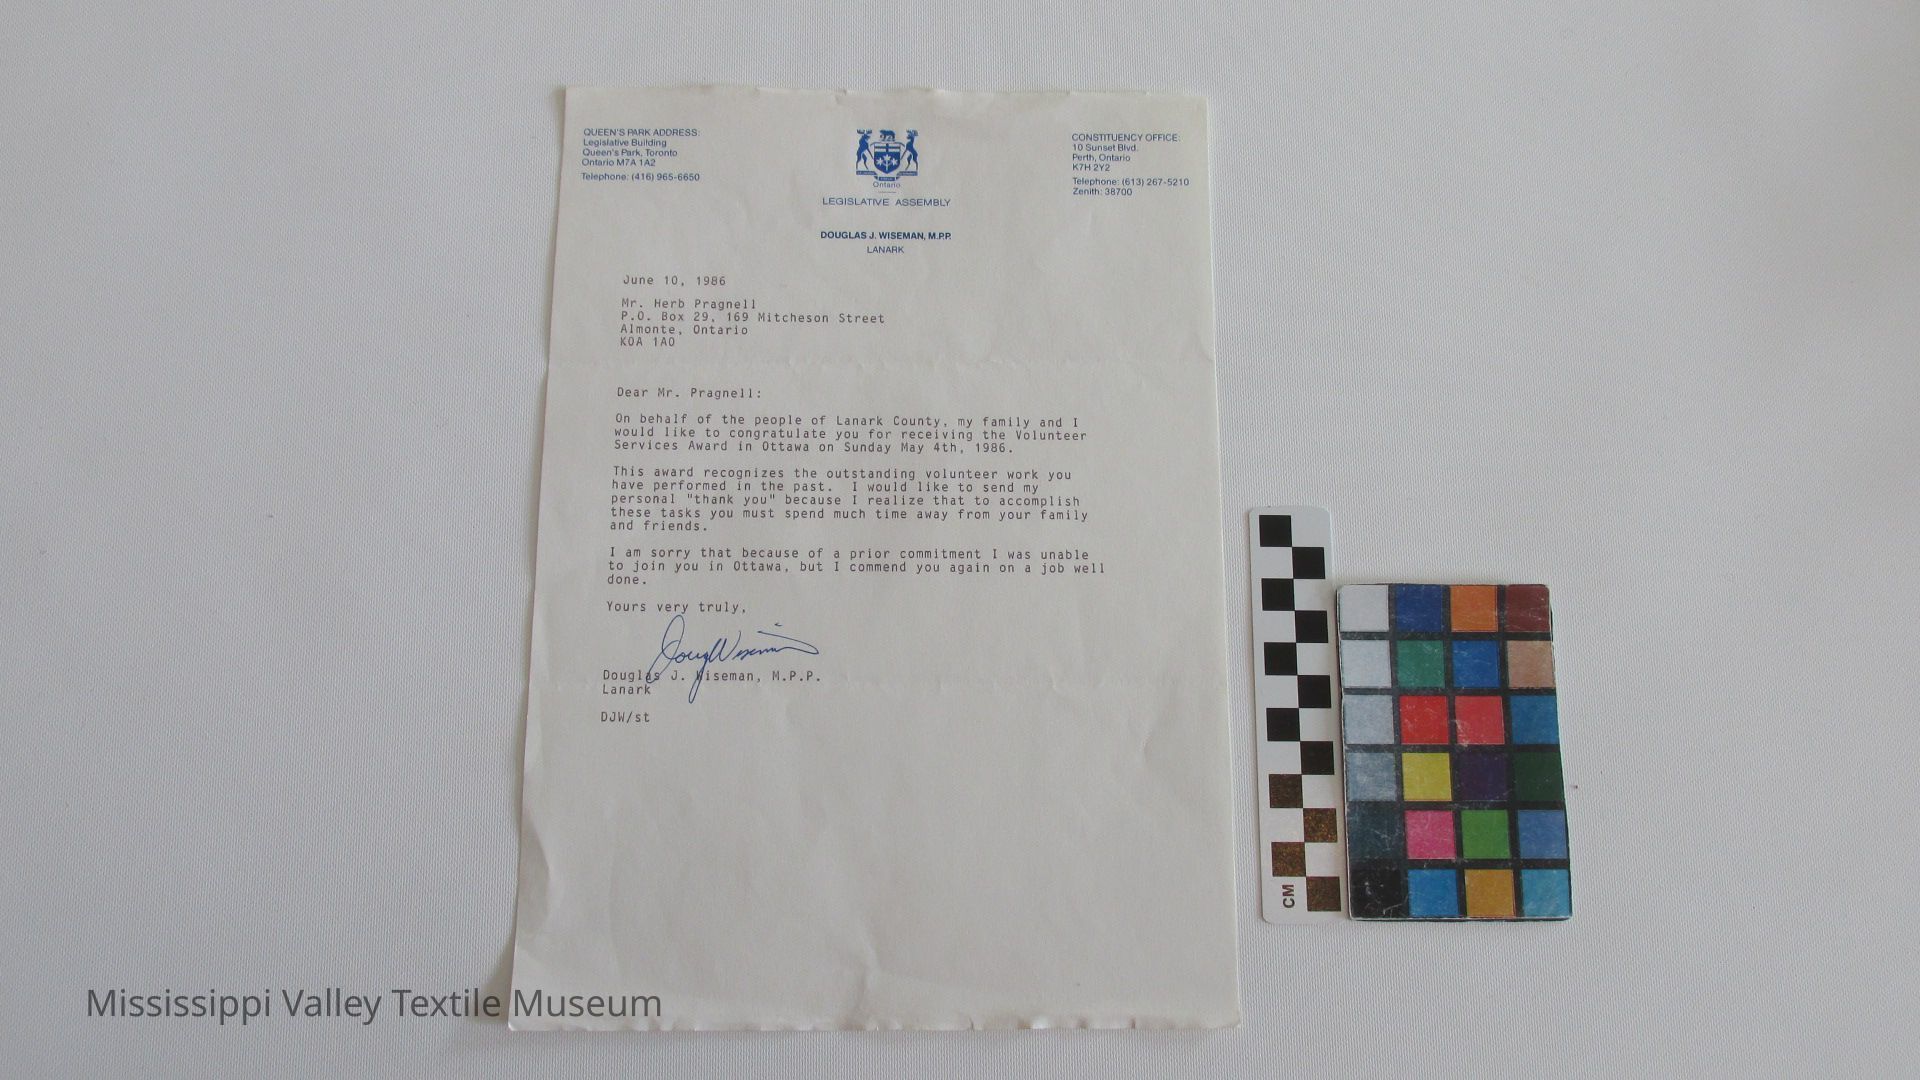 QUEEN'S PARK ADDRESS:
Legislative Building
Queen's Park, Toronto
Ontario M7A 1A2
Telephone: (416) 965-6650
Ontario
LEGISLATIVE ASSEMBLY
DOUGLAS J. WISEMAN, M.P.P.
LANARK
CONSTITUENCY OFFICE:
10 Sunset Blvd.
Perth, Ontario
K7H 2Y2
Telephone: (613) 267-5210
Zenith: 38700
June 10, 1986
Mr. Herb Pragnell
P.O. Box 29, 169 Mitcheson Street
Almonte, Ontario
K0A 1A0
Dear Mr. Pragnell:
On behalf of the people of Lanark County, my family and I
would like to congratulate you for receiving the Volunteer
Services Award in Ottawa on Sunday May 4th, 1986.
This award recognizes the outstanding volunteer work you
have performed in the past. I would like to send my
personal "thank you" because I realize that to accomplish
these tasks you must spend much time away from your family
and friends.
I am sorry that because of a prior commitment I was unable
to join you in Ottawa, but I commend you again on a job well
done.
Yours very truly,
Doug Wiseman
Douglas J. Wiseman, M.P.P.
Lanark
DJW/st
CM
Mississippi Valley Textile Museum